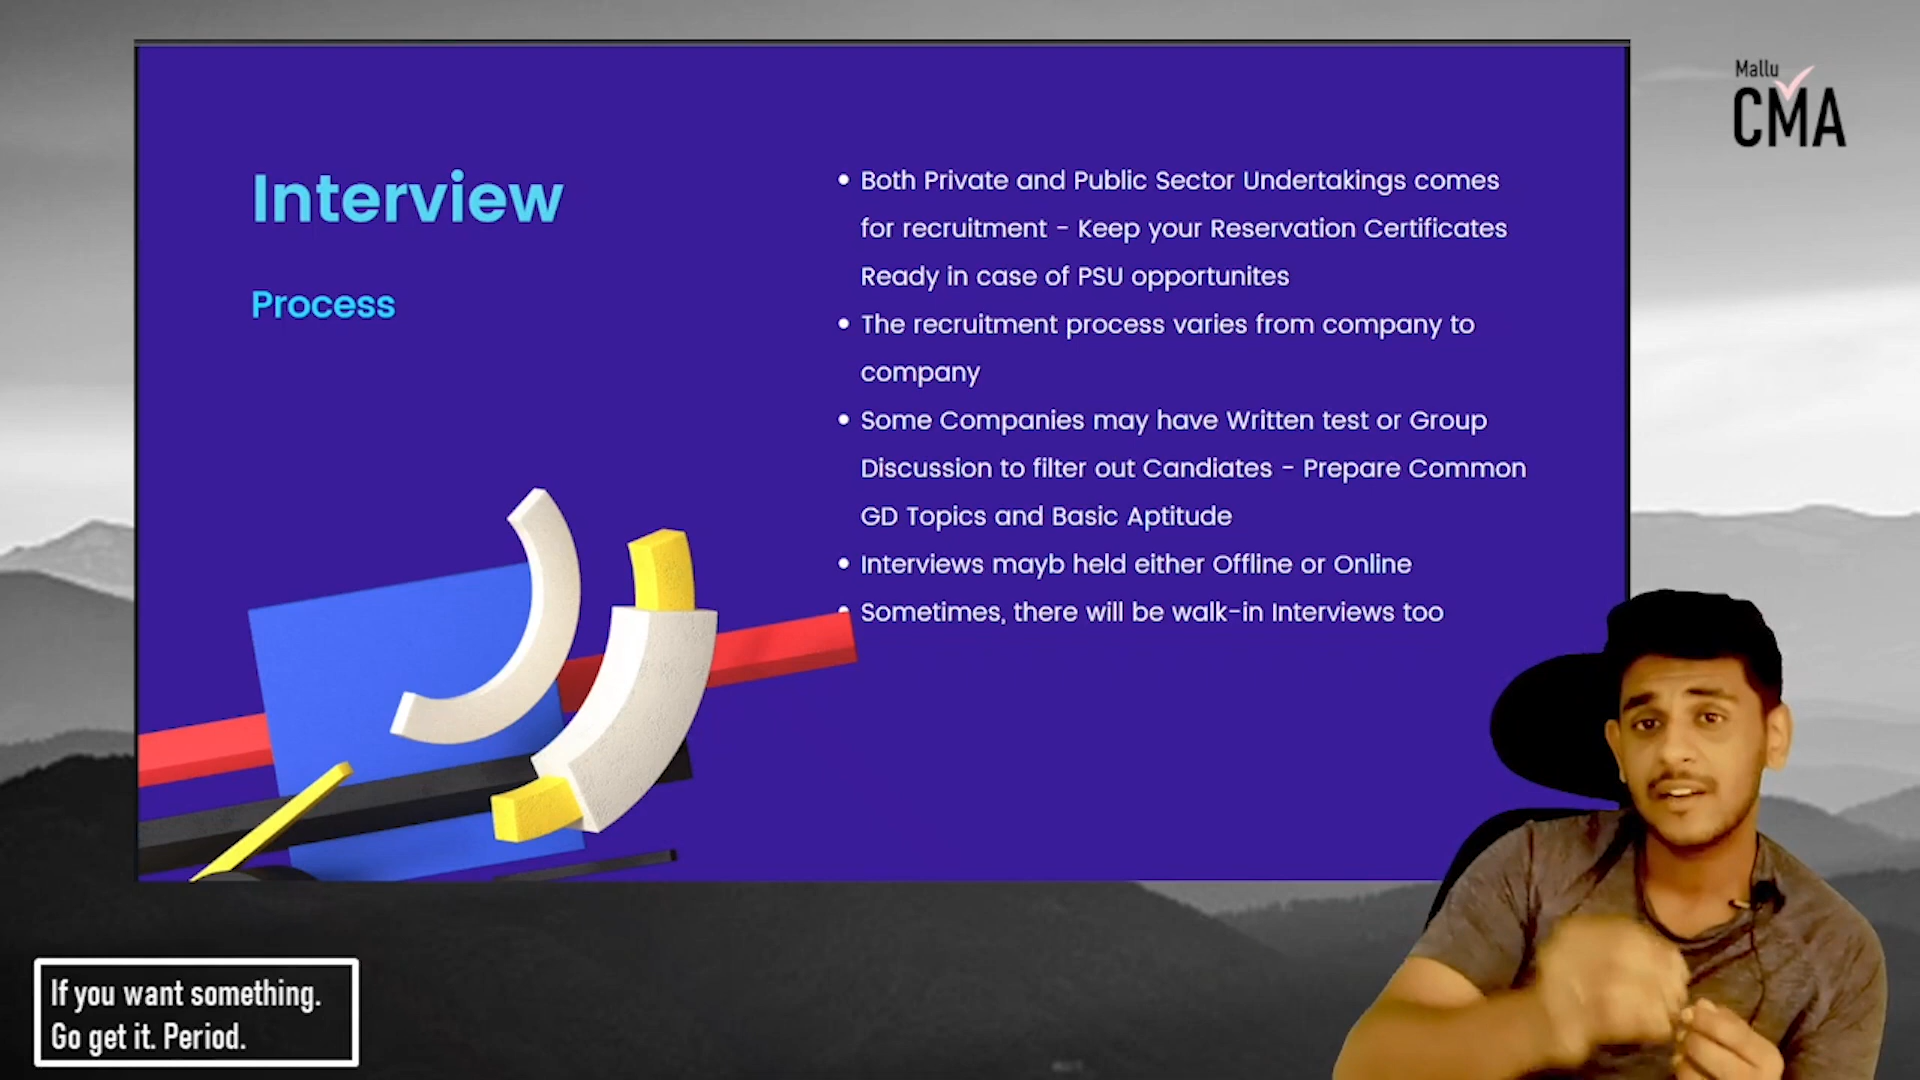 Mallu
CMA
Interview
Process
Both Private and Public Sector Undertakings comes
for recruitment - Keep your Reservation Certificates
Ready in case of PSU opportunites
The recruitment process varies from company to
company
Some Companies may have Written test or Group
Discussion to filter out Candiates - Prepare Common
GD Topics and Basic Aptitude
Interviews mayb held either Offline or Online
Sometimes, there will be walk-in Interviews too
If you want something.
Go get it. Period.